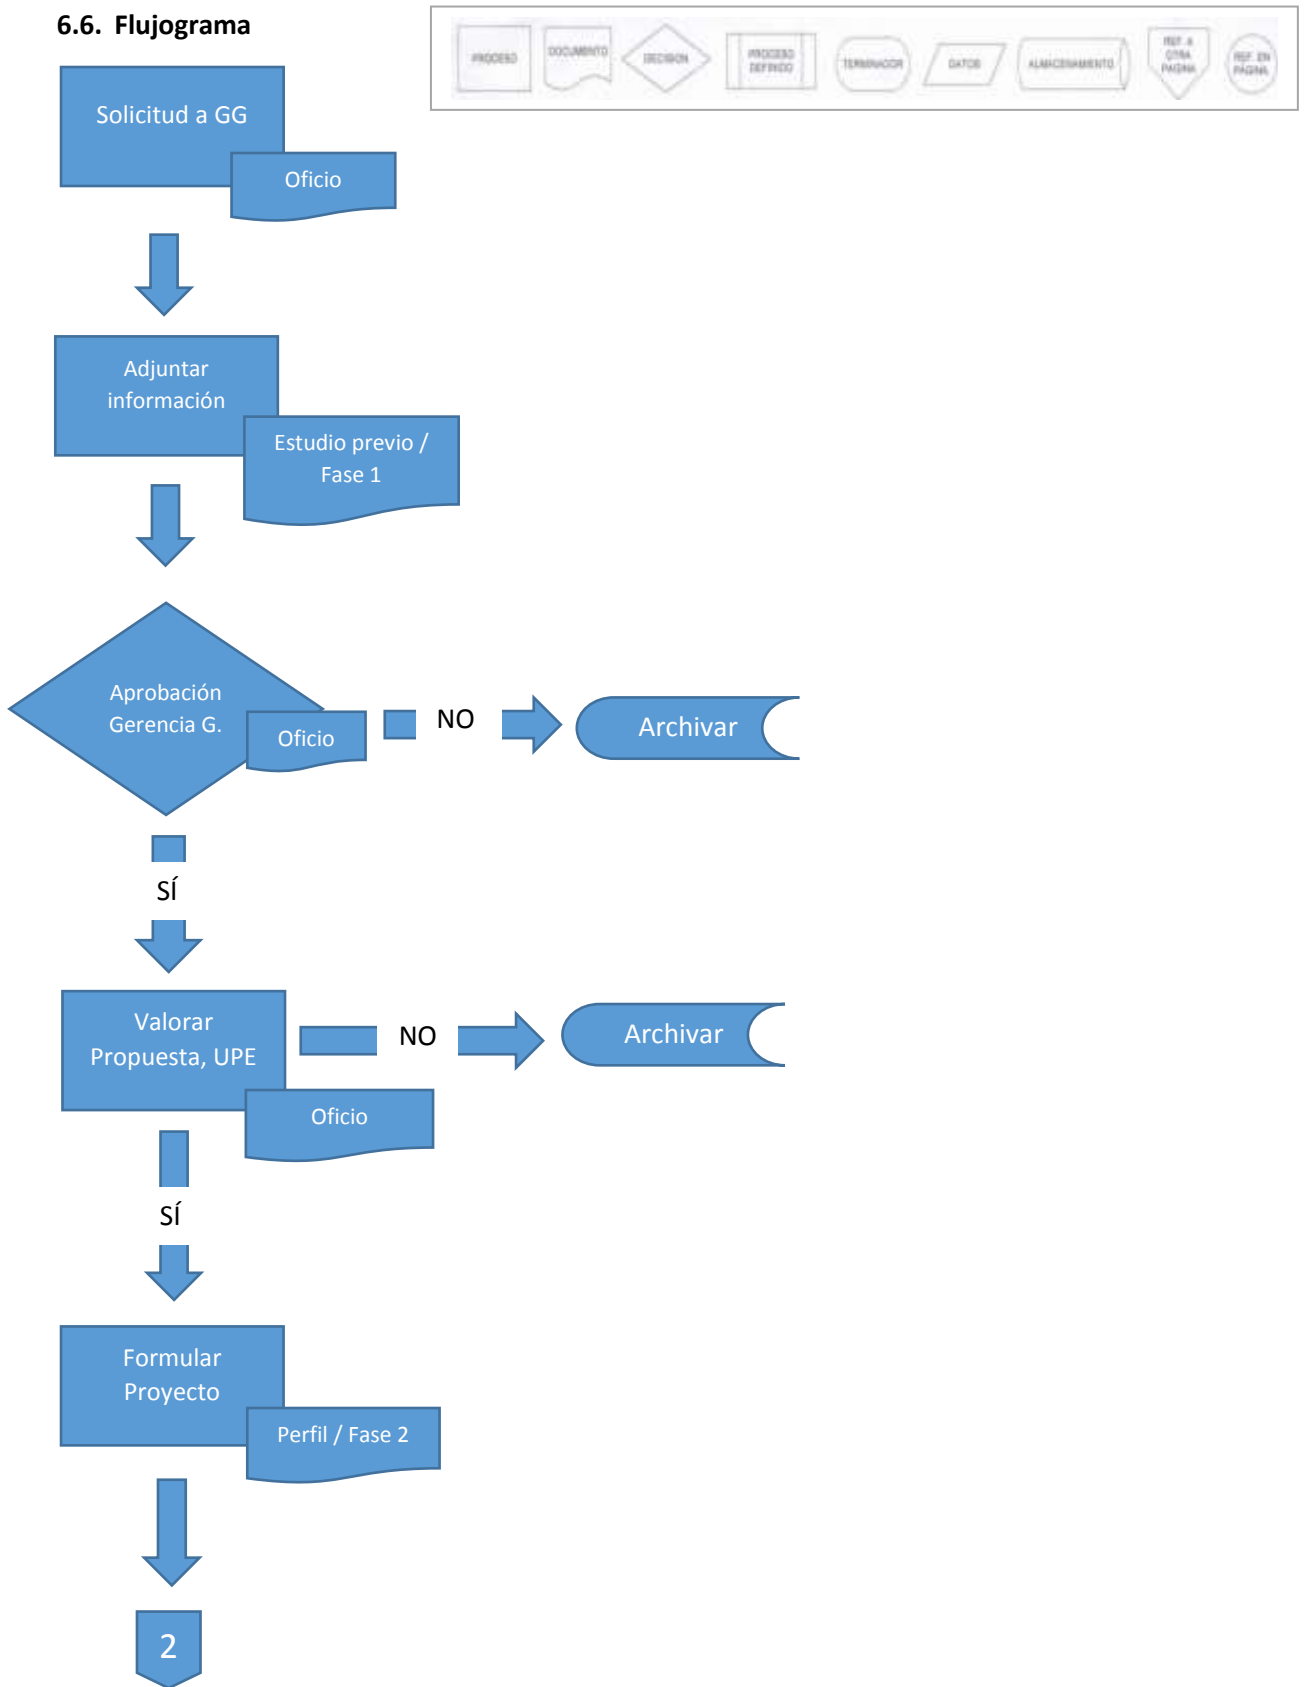 6.6. Flujograma
PROCESO
DOCUMENTO
DECISION
PROCESO
DEFINIDO
TERMINADOR
DATOS
ALMACENAMIENTO
REF. A
OTRA
PAGINA
REF. EN
PAGINA
Solicitud a GG
Oficio
Adjuntar
información
Estudio previo /
Fase 1
Aprobación
Gerencia G.
Oficio
NO
Archivar
SÍ
Valorar
Propuesta, UPE
NO
Archivar
Oficio
SÍ
Formular
Proyecto
Perfil / Fase 2
2